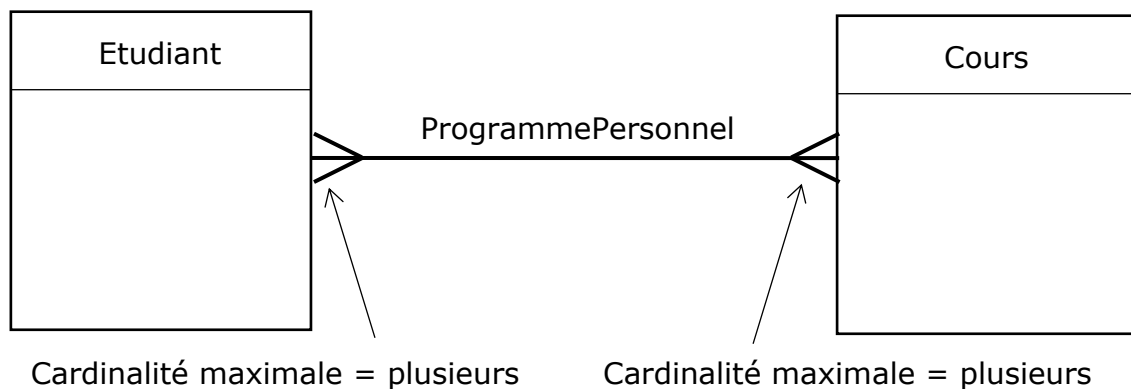 Etudiant
Cours
ProgrammePersonnel
Cardinalité maximale = plusieurs
Cardinalité maximale = plusieurs